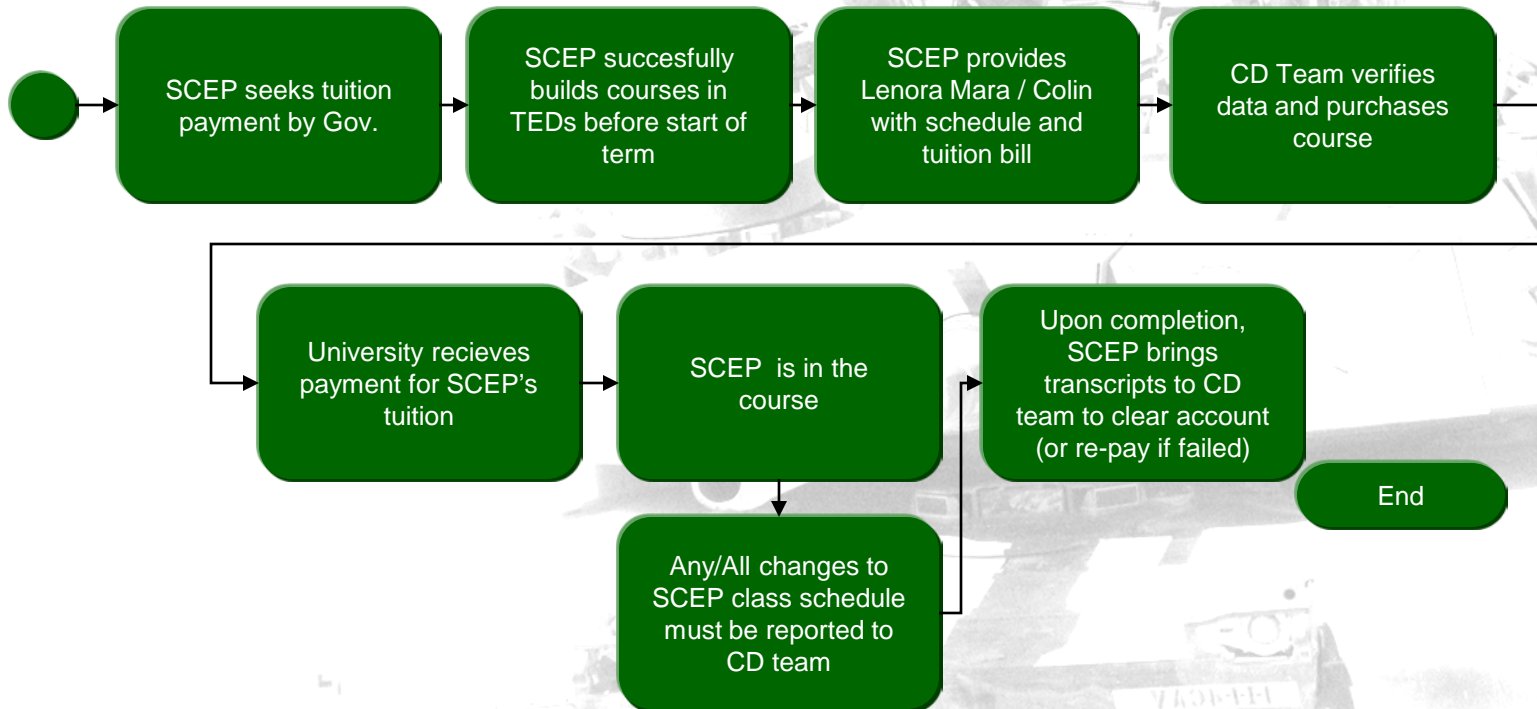 SCEP seeks tuition
payment by Gov.
SCEP succesfully
builds courses in
TEDs before start of
term
SCEP provides
Lenora Mara / Colin
with schedule and
tuition bill
CD Team verifies
data and purchases
course
University recieves
payment for SCEP’s
tuition
SCEP is in the
course
Upon completion,
SCEP brings
transcripts to CD
team to clear account
(or re-pay if failed)
End
Any/All changes to
SCEP class schedule
must be reported to
CD team